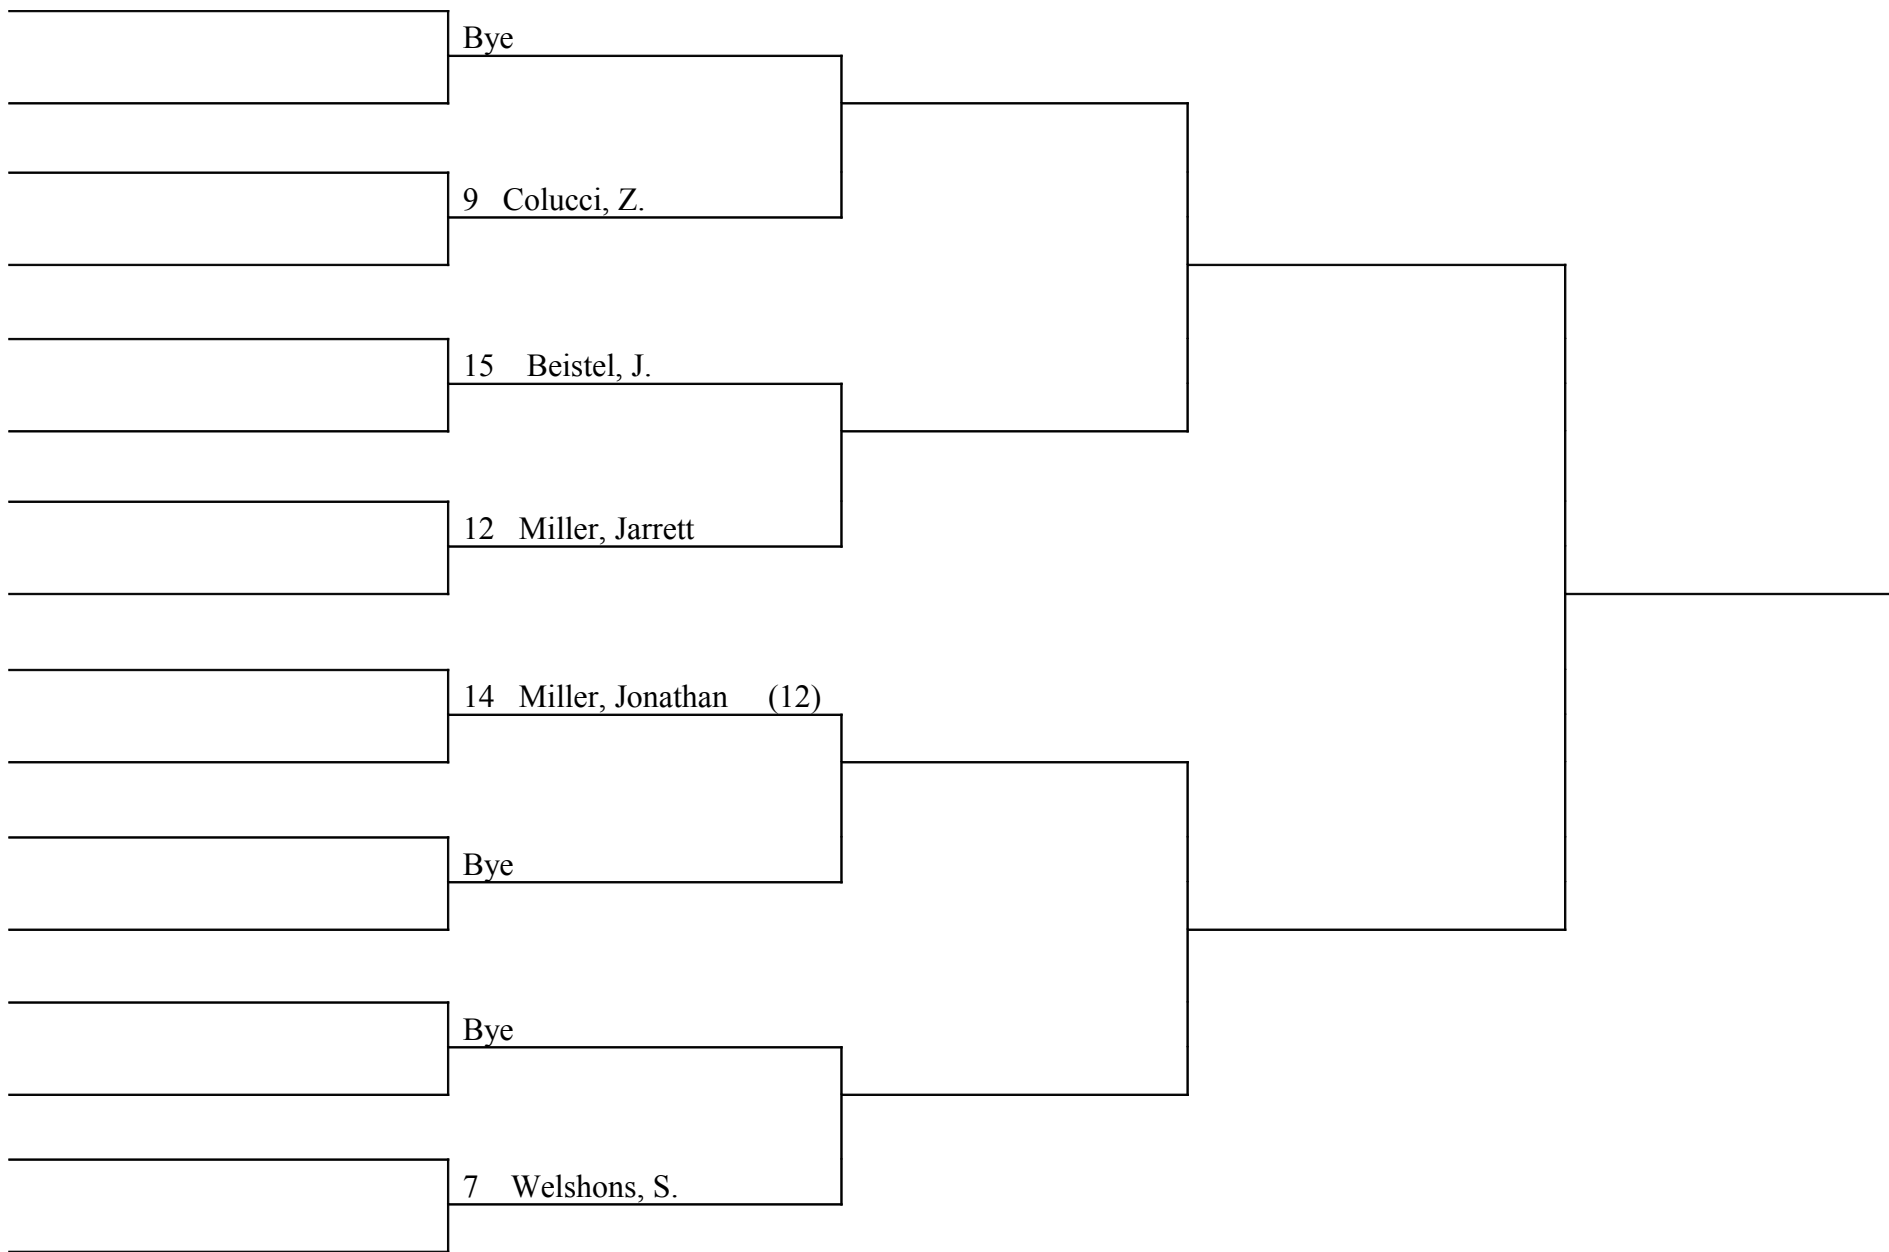 Bye
9 Colucci, Z.
15 Beistel, J.
12 Miller, Jarrett
14 Miller, Jonathan (12)
Bye
Bye
7 Welshons, S.